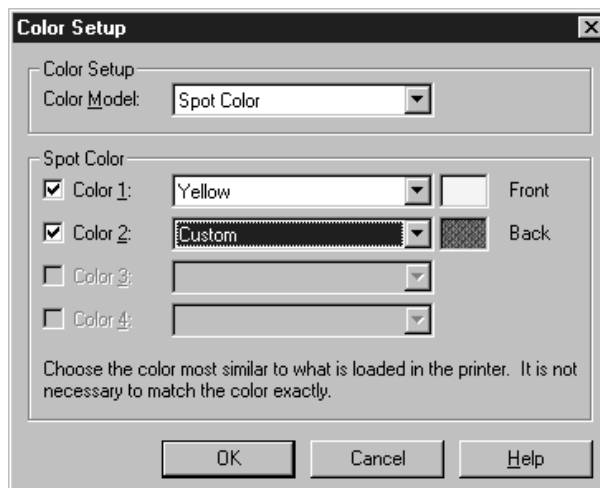 Color Setup
Color Setup
Color Model: Spot Color
Spot Color
Color 1: Yellow Front
Color 2: Custom Back
Color 3:
Color 4:
Choose the color most similar to what is loaded in the printer. It is not
necessary to match the color exactly.
OK Cancel Help